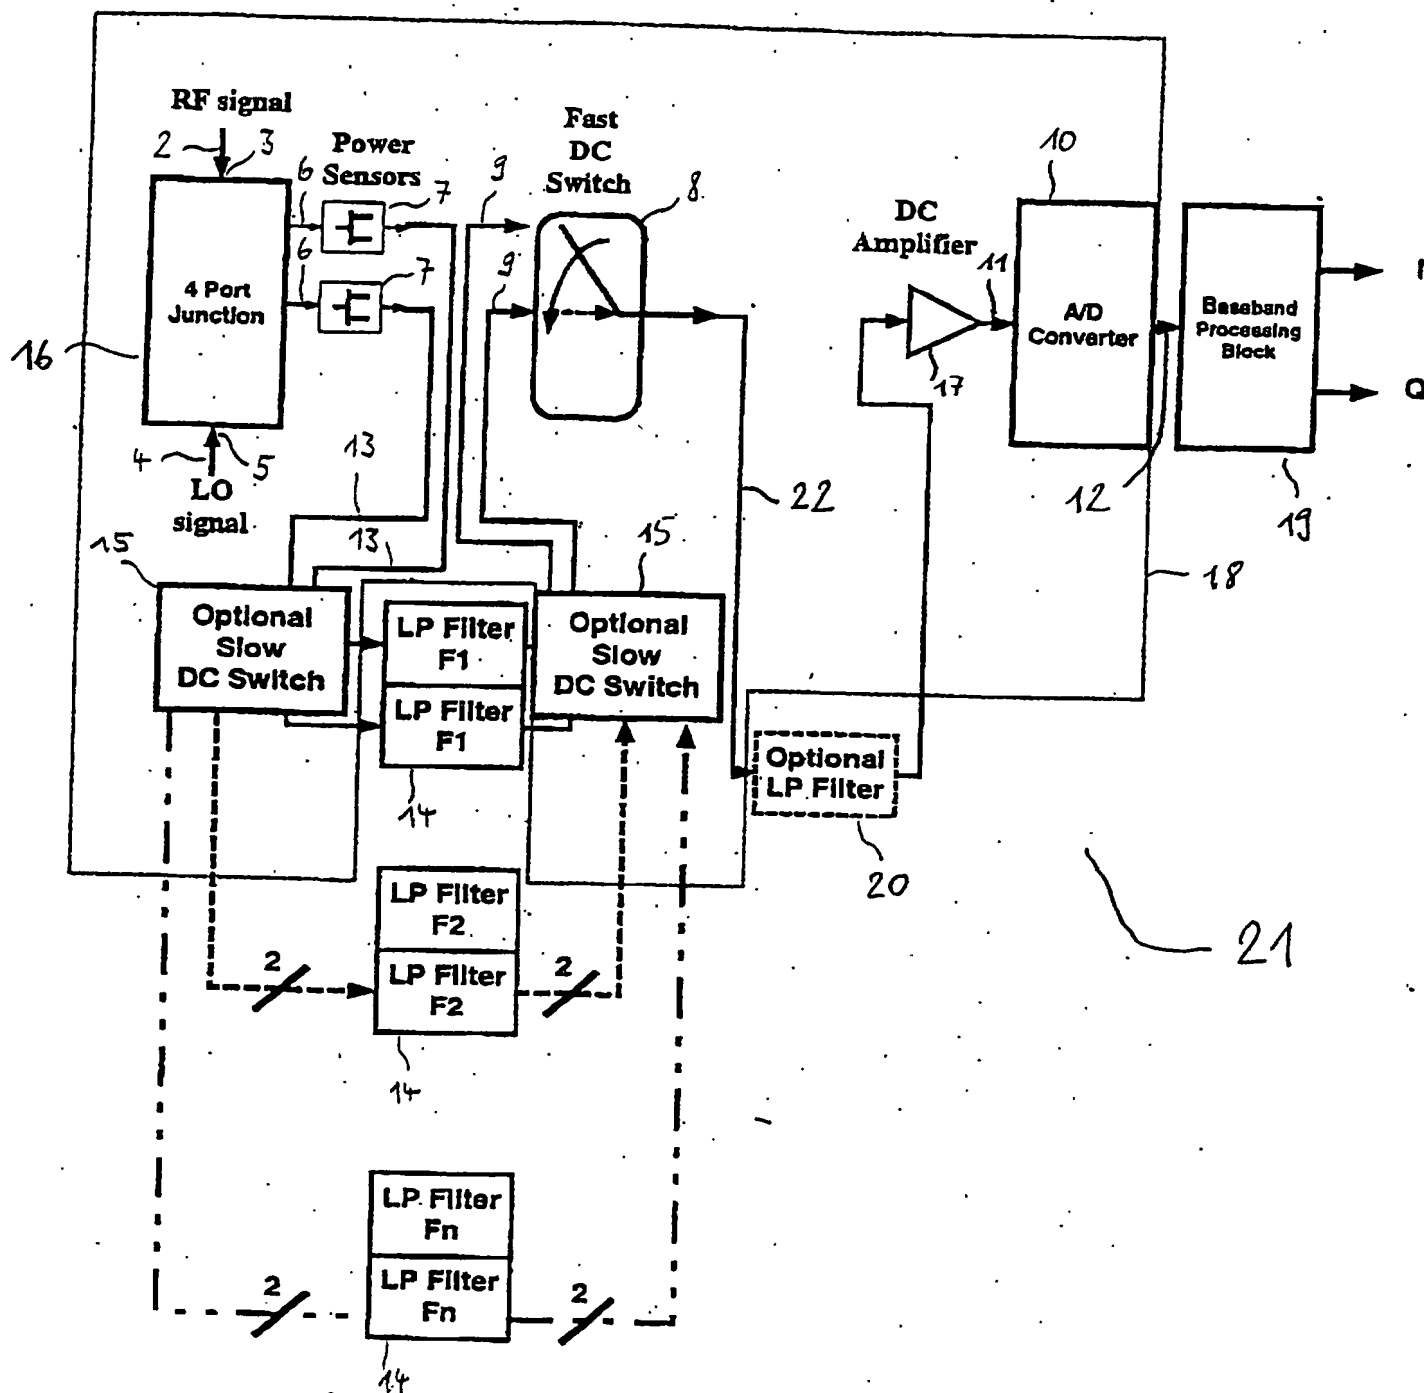 RF signal
2
3
Power
Sensors
6
7
6
7
4 Port
Junction
16
4
5
LO
signal
Fast
DC
Switch
9
8
9
DC
Amplifier
11
17
10
A/D
Converter
12
Baseband
Processing
Block
19
I
Q
13
13
22
18
15
Optional
Slow
DC Switch
LP Filter
F1
LP Filter
F1
14
15
Optional
Slow
DC Switch
Optional
LP Filter
20
21
2
LP Filter
F2
LP Filter
F2
2
14
2
LP Filter
Fn
LP Filter
Fn
2
14